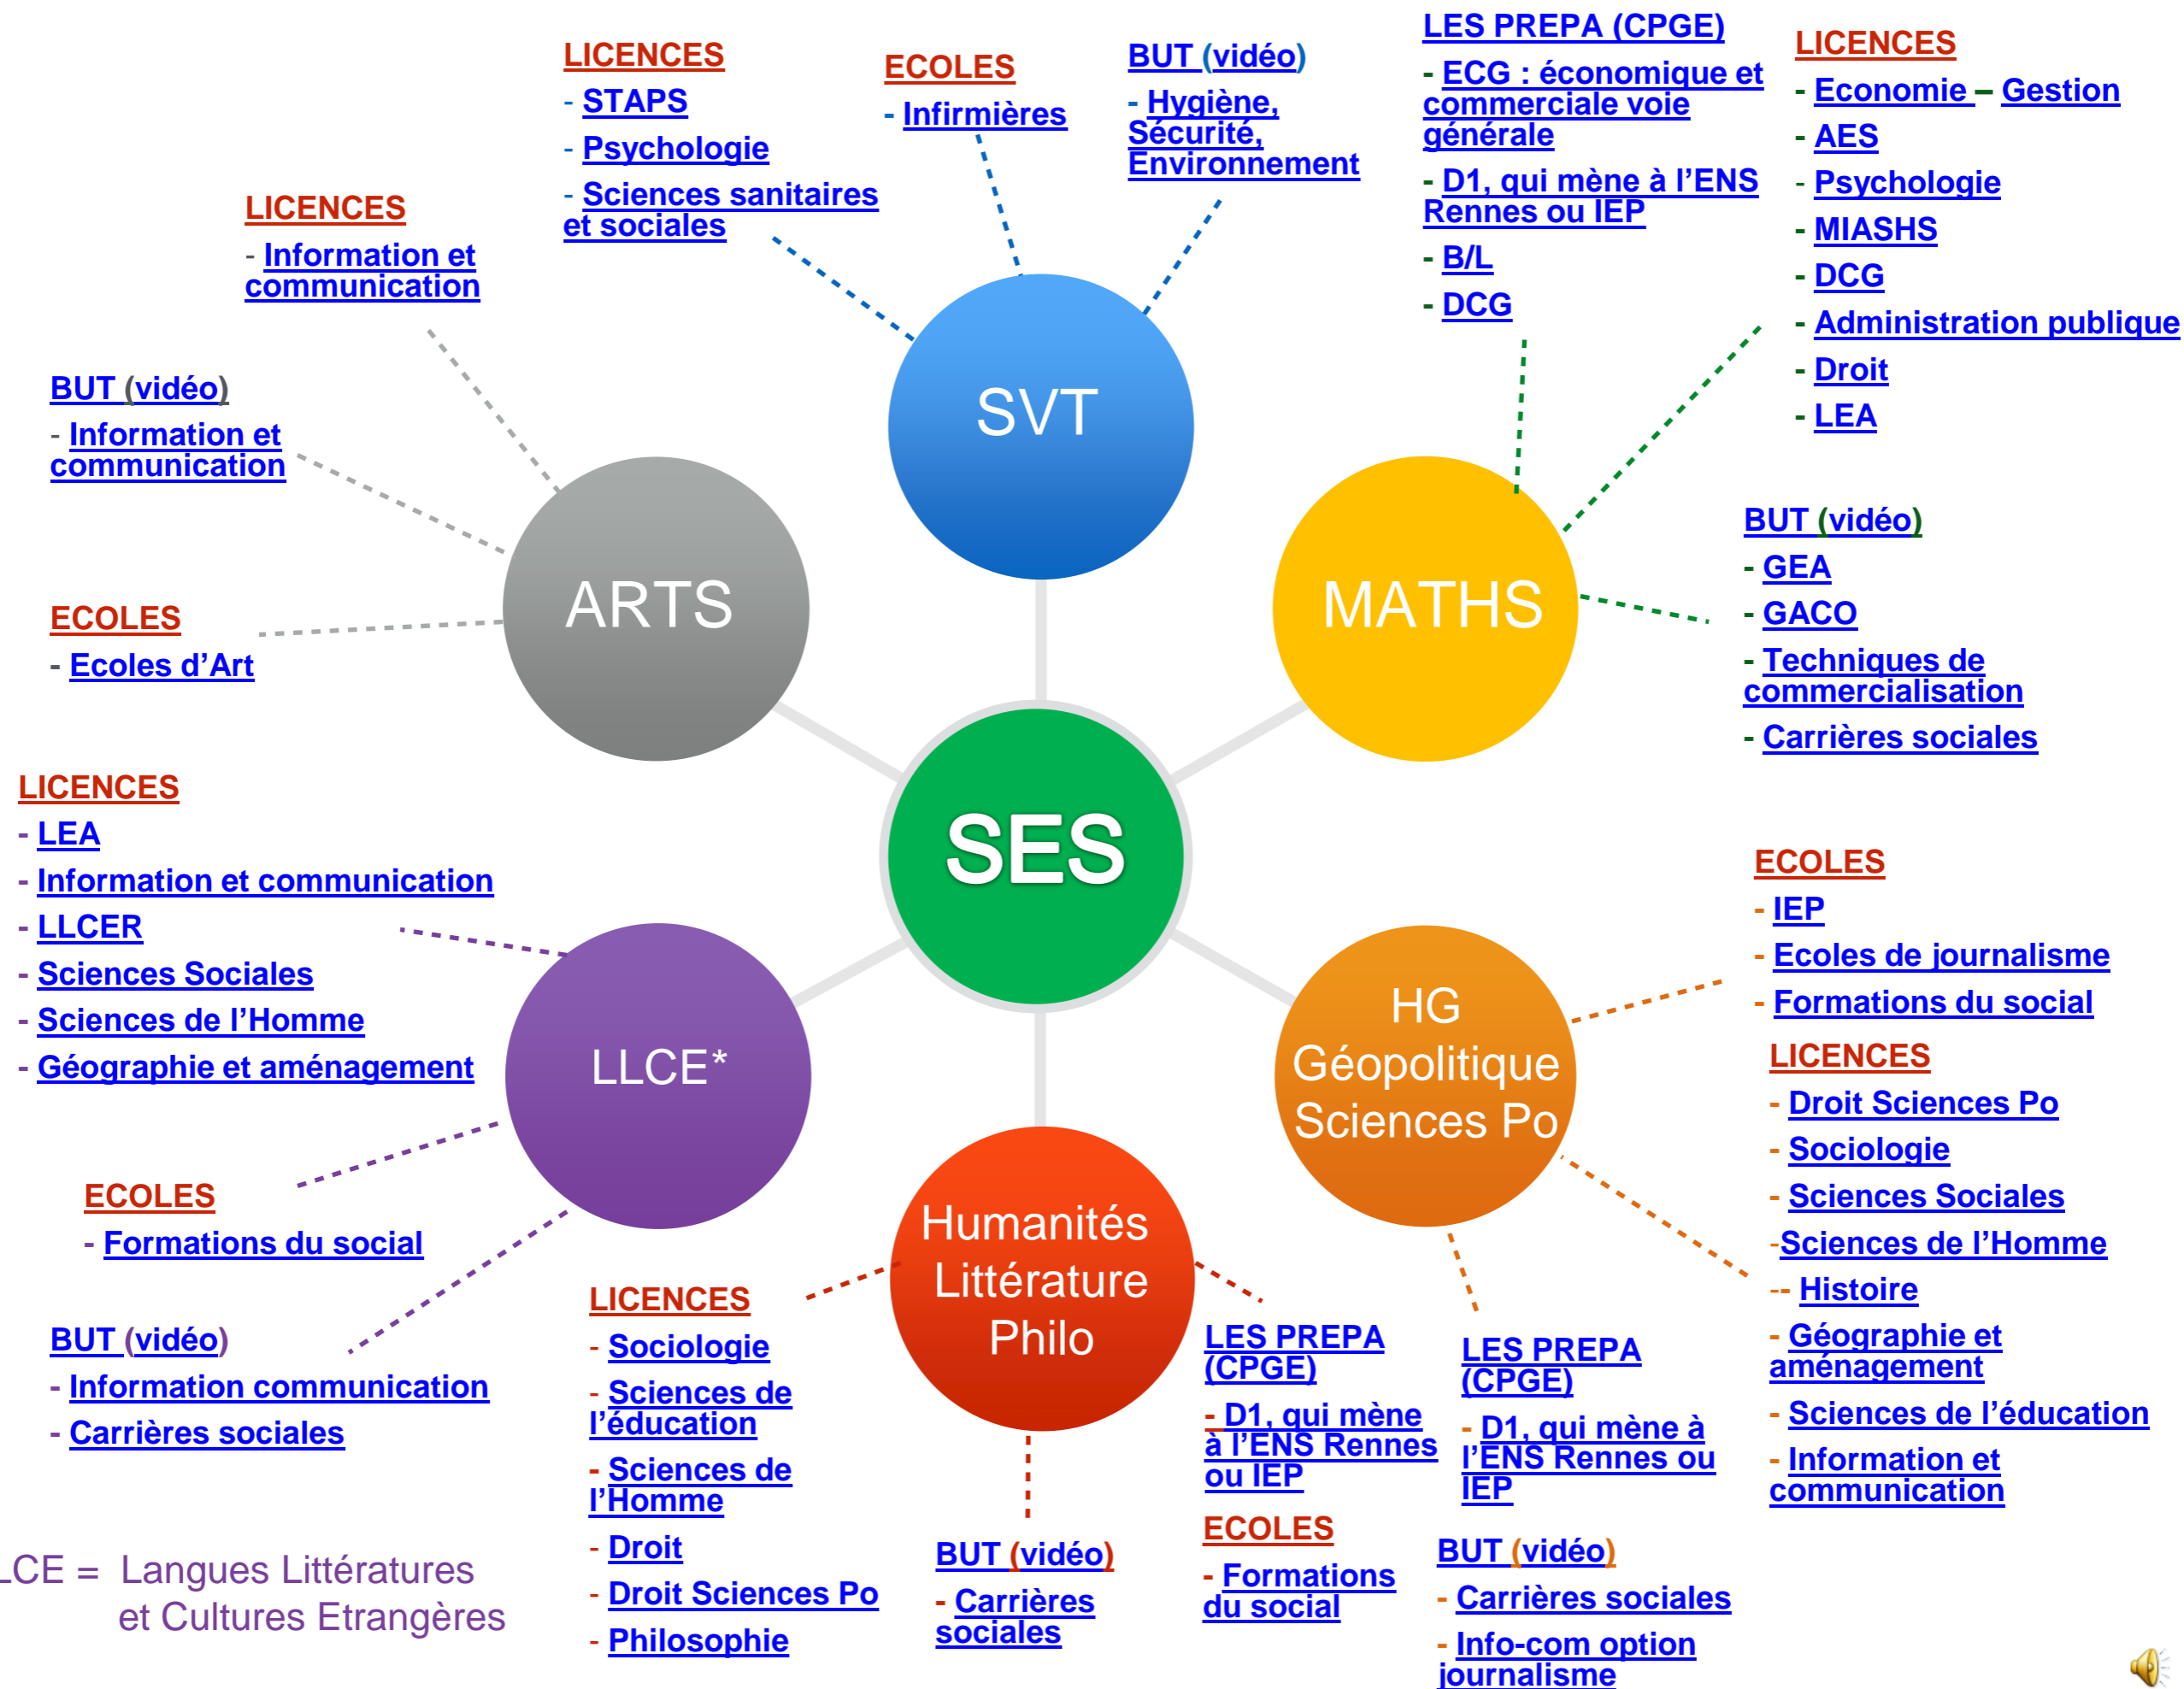 LICENCES
- STAPS
- Psychologie
- Sciences sanitaires
et sociales
ECOLES
- Infirmières
BUT (vidéo)
- Hygiène,
Sécurité,
Environnement
LES PREPA (CPGE)
- ECG : économique et
commerciale voie
générale
- D1, qui mène à l’ENS
Rennes ou IEP
- B/L
- DCG
LICENCES
- Economie – Gestion
- AES
- Psychologie
- MIASHS
- DCG
- Administration publique
- Droit
- LEA
LICENCES
- Information et
communication
BUT (vidéo)
- Information et
communication
ECOLES
- Ecoles d’Art
SVT
ARTS
MATHS
BUT (vidéo)
- GEA
- GACO
- Techniques de
commercialisation
- Carrières sociales
SES
LICENCES
- LEA
- Information et communication
- LLCER
- Sciences Sociales
- Sciences de l’Homme
- Géographie et aménagement
LLCE*
HG
Géopolitique
Sciences Po
ECOLES
- IEP
- Ecoles de journalisme
- Formations du social
LICENCES
- Droit Sciences Po
- Sociologie
- Sciences Sociales
-Sciences de l’Homme
-- Histoire
- Géographie et
aménagement
- Sciences de l’éducation
- Information et
communication
ECOLES
- Formations du social
BUT (vidéo)
- Information communication
- Carrières sociales
Humanités
Littérature
Philo
LICENCES
- Sociologie
- Sciences de
l’éducation
- Sciences de
l’Homme
- Droit
- Droit Sciences Po
- Philosophie
BUT (vidéo)
- Carrières
sociales
LES PREPA
(CPGE)
- D1, qui mène
à l’ENS Rennes
ou IEP
ECOLES
- Formations
du social
LES PREPA
(CPGE)
- D1, qui mène à
l’ENS Rennes ou
IEP
BUT (vidéo)
- Carrières sociales
- Info-com option
journalisme
LCE = Langues Littératures
et Cultures Etrangères